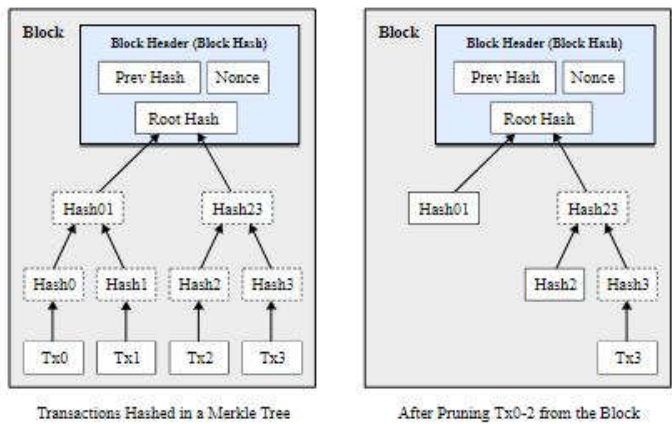 Block
Block Header (Block Hash)
Prev Hash
Nonce
Root Hash
Hash01
Hash23
Hash0
Hash1
Hash2
Hash3
Tx0
Tx1
Tx2
Tx3
Transactions Hashed in a Merkle Tree
Block
Block Header (Block Hash)
Prev Hash
Nonce
Root Hash
Hash01
Hash23
Hash2
Hash3
Tx3
After Pruning Tx0-2 from the Block